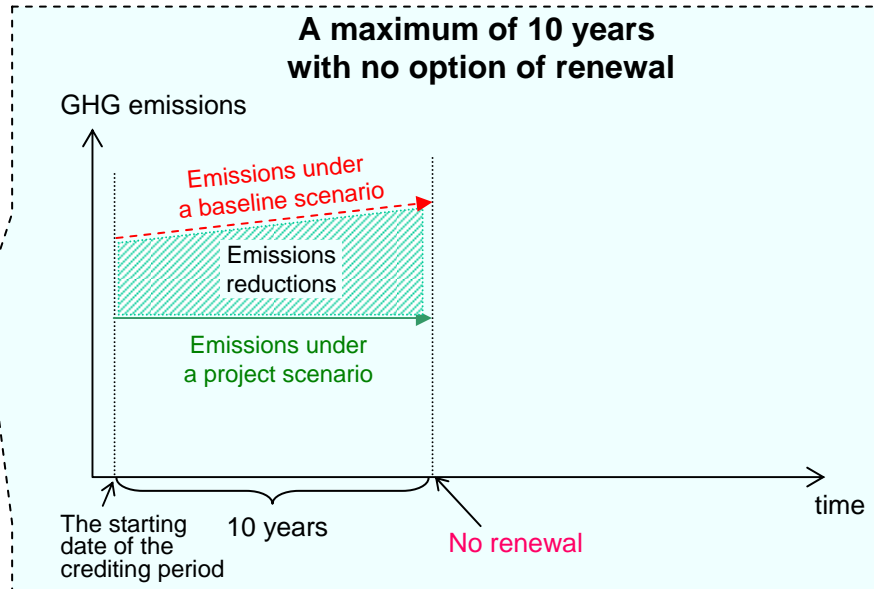 A maximum of 10 years
with no option of renewal
GHG emissions
Emissions under
a baseline scenario
Emissions
reductions
Emissions under
a project scenario
time
The starting
date of the
crediting period
10 years
No renewal